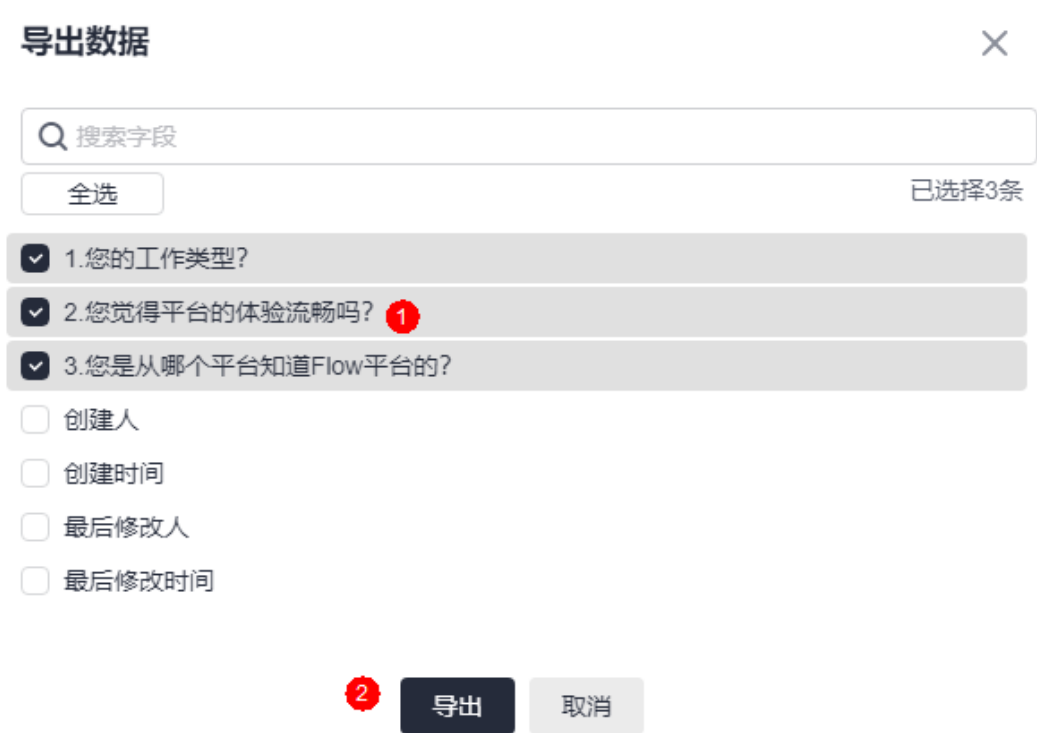 导出数据
搜索字段
全选
已选择3条
1.您的工作类型?
2.您觉得平台的体验流畅吗? 1
3.您是从哪个平台知道Flow平台的?
创建人
创建时间
最后修改人
最后修改时间
2 导出 取消